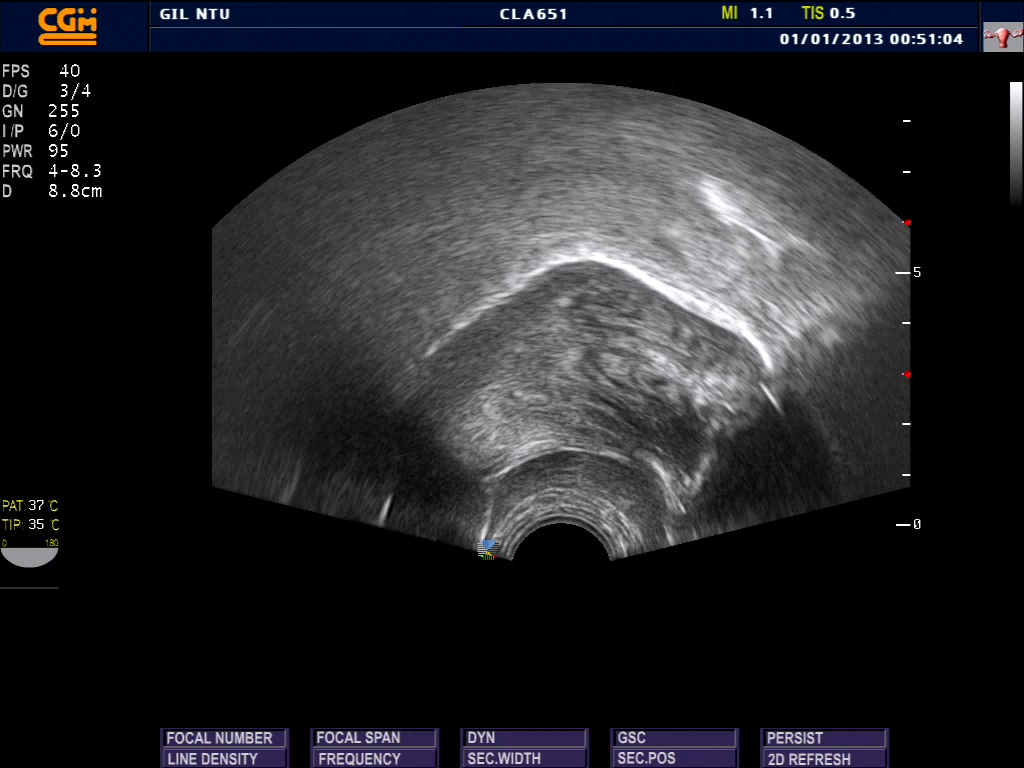 CGM
GIL NTU
CLA651
MI 1.1 TIS 0.5
01/01/2013 00:51:04
FPS 40
D/G 3/4
GN 255
I/P 6/0
PWR 95
FRQ 4-8.3
D 8.8cm
5
PAT: 37 °C
TIP: 35 °C
0 180
0
FOCAL NUMBER FOCAL SPAN DYN GSC PERSIST
LINE DENSITY FREQUENCY SEC.WIDTH SEC.POS 2D REFRESH